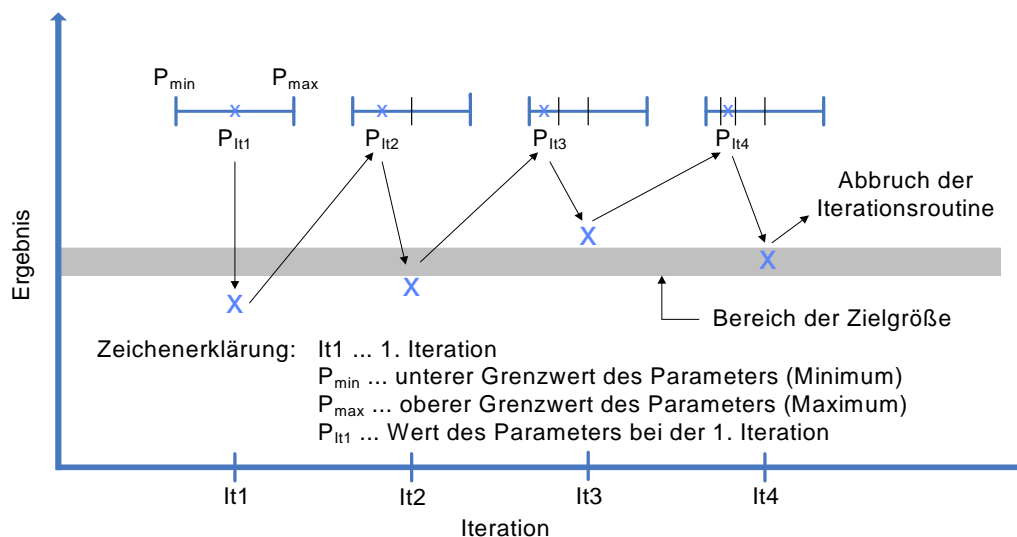 P_min P_max
P_It1 P_It2 P_It3 P_It4
Abbruch der
Iterationsroutine
Ergebnis
x x x x
Bereich der Zielgröße
Zeichenerklärung: It1 ... 1. Iteration
P_min ... unterer Grenzwert des Parameters (Minimum)
P_max ... oberer Grenzwert des Parameters (Maximum)
P_It1 ... Wert des Parameters bei der 1. Iteration
It1 It2 It3 It4
Iteration